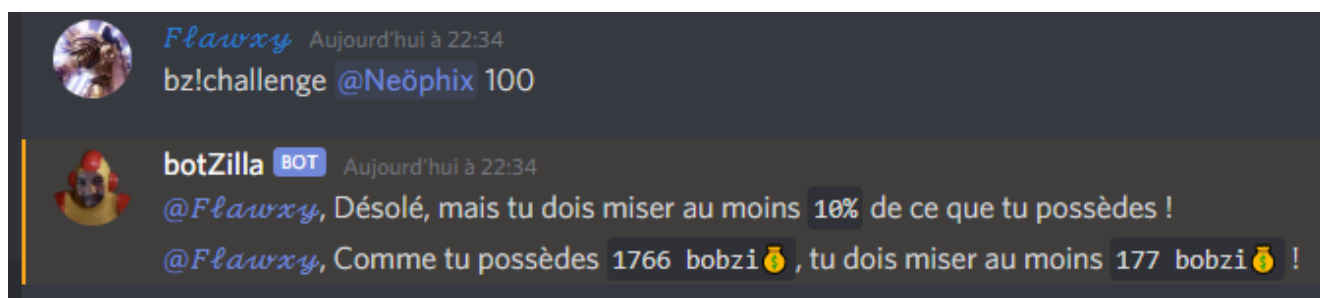 𝓕𝓵𝓪𝔀𝔁𝔂 Aujourd'hui à 22:34
bz!challenge @Neöphix 100
botZilla BOT Aujourd'hui à 22:34
@𝓕𝓵𝓪𝔀𝔁𝔂, Désolé, mais tu dois miser au moins 10% de ce que tu possèdes !
@𝓕𝓵𝓪𝔀𝔁𝔂, Comme tu possèdes 1766 bobzi💰, tu dois miser au moins 177 bobzi💰 !